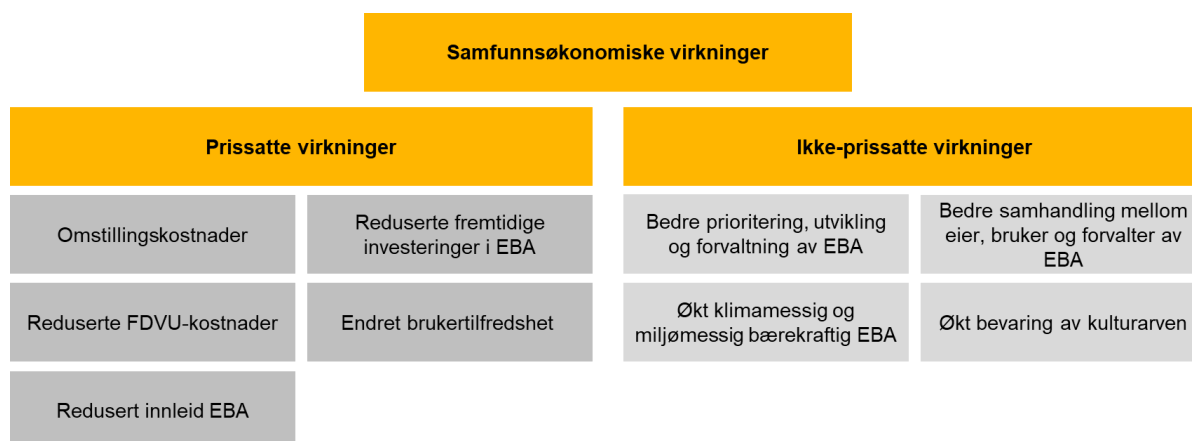 Samfunnsøkonomiske virkninger
Prissatte virkninger
Omstillingskostnader
Reduserte fremtidige
investeringer i EBA
Reduserte FDVU-kostnader
Endret brukertilfredshet
Redusert innleid EBA
Ikke-prissatte virkninger
Bedre prioritering, utvikling
og forvaltning av EBA
Bedre samhandling mellom
eier, bruker og forvalter av
EBA
Økt klimamessig og
miljømessig bærekraftig EBA
Økt bevaring av kulturarven